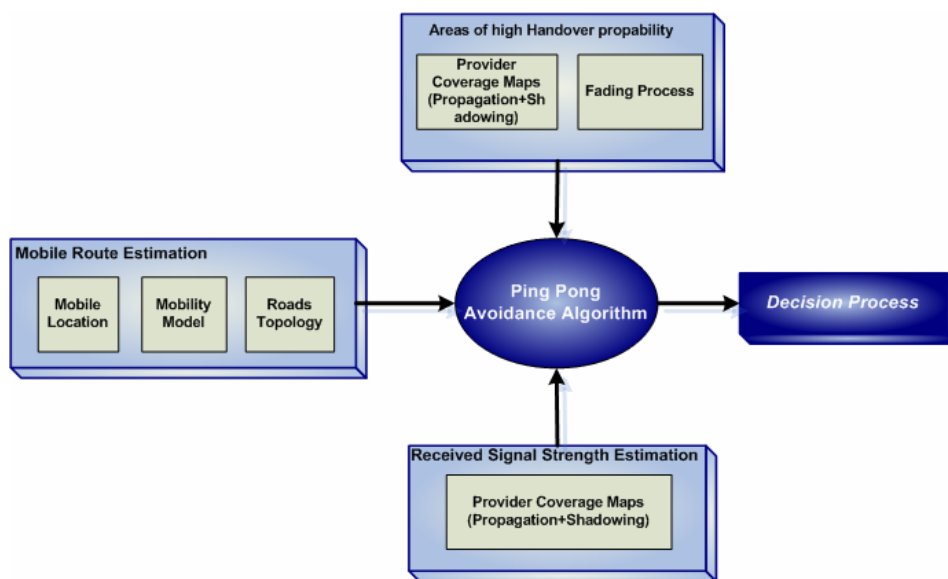 Areas of high Handover propability
Provider
Coverage Maps
(Propagation+Sh
adowing)
Fading Process
Mobile Route Estimation
Mobile
Location
Mobility
Model
Roads
Topology
Ping Pong
Avoidance Algorithm
Decision Process
Received Signal Strength Estimation
Provider Coverage Maps
(Propagation+Shadowing)